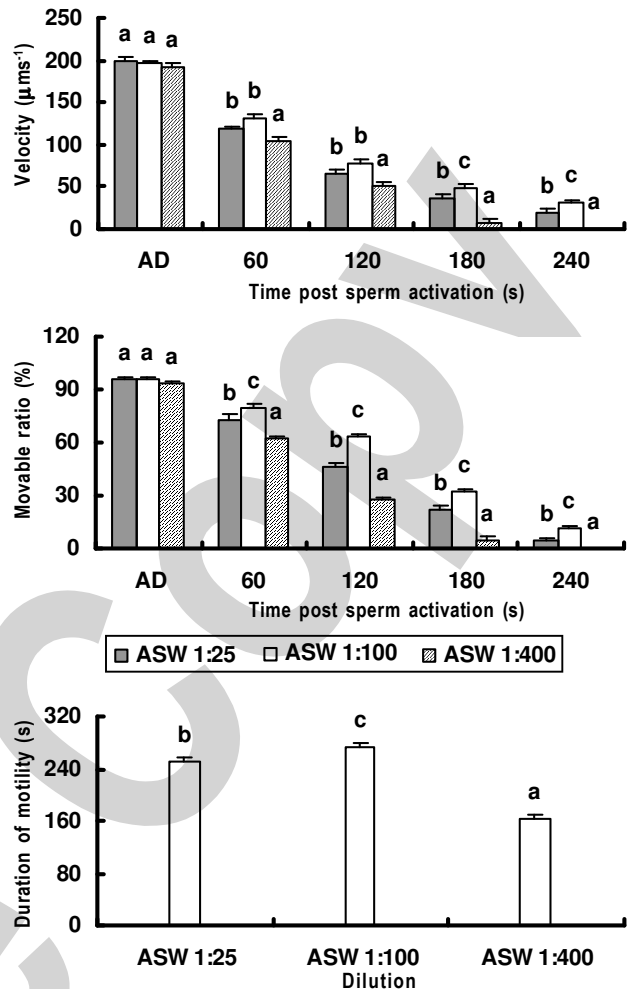 Velocity (µms⁻¹)
250
200
150
100
50
0
a a a
b b a
b b a
b c a
b c a
AD 60 120 180 240
Time post sperm activation (s)
Movable ratio (%)
120
90
60
30
0
a a a
b c a
b c a
b c a
b c a
AD 60 120 180 240
Time post sperm activation (s)
ASW 1:25 ASW 1:100 ASW 1:400
Duration of motility (s)
320
240
160
80
0
b c a
ASW 1:25 ASW 1:100 ASW 1:400
Dilution
Copy